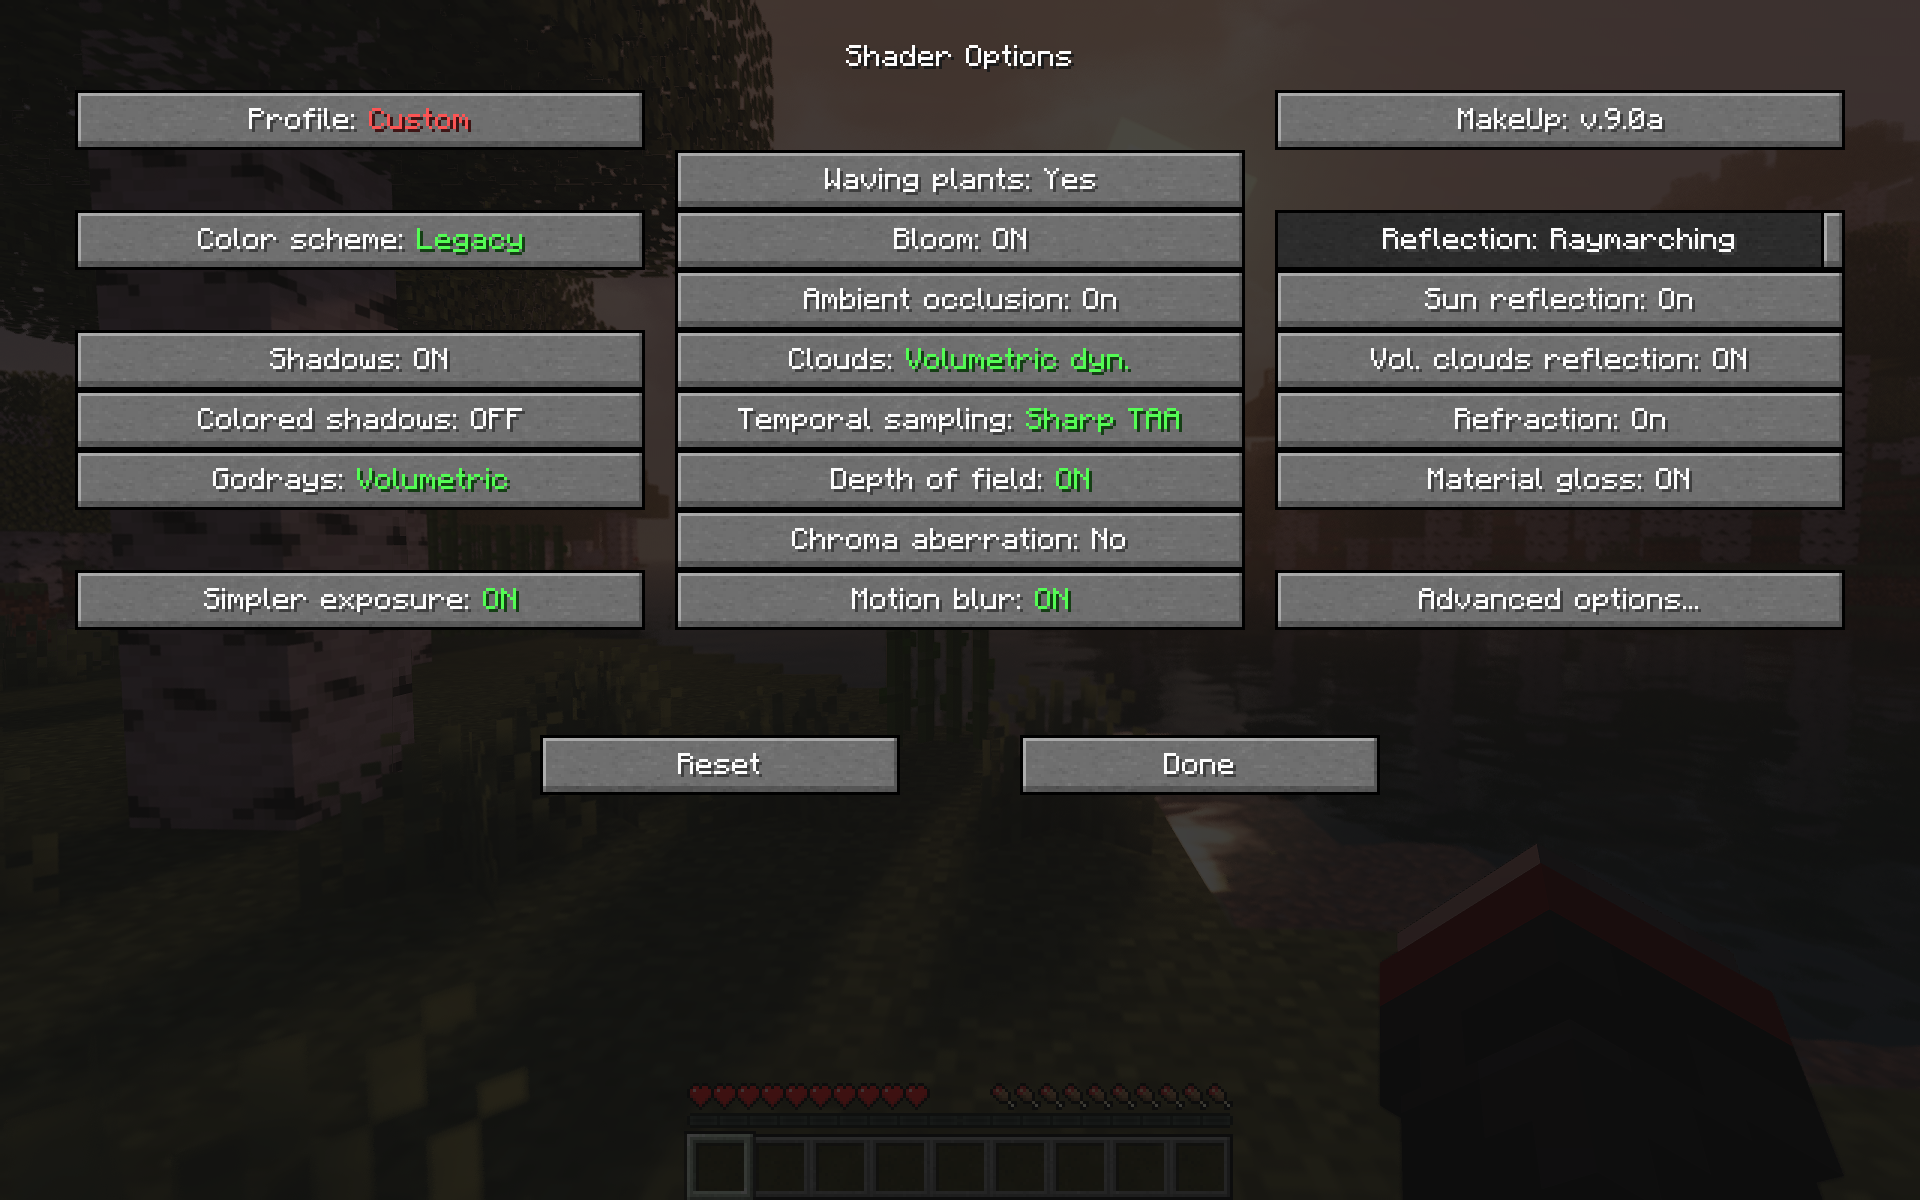 Shader Options
Profile: Custom
MakeUp: v.9.0a
Waving plants: Yes
Color scheme: Legacy
Bloom: ON
Reflection: Raymarching
Ambient occlusion: On
Sun reflection: On
Shadows: ON
Clouds: Volumetric dyn.
Vol. clouds reflection: ON
Colored shadows: OFF
Temporal sampling: Sharp TAA
Refraction: On
Godrays: Volumetric
Depth of field: ON
Material gloss: ON
Chroma aberration: No
Simpler exposure: ON
Motion blur: ON
Advanced options...
Reset
Done